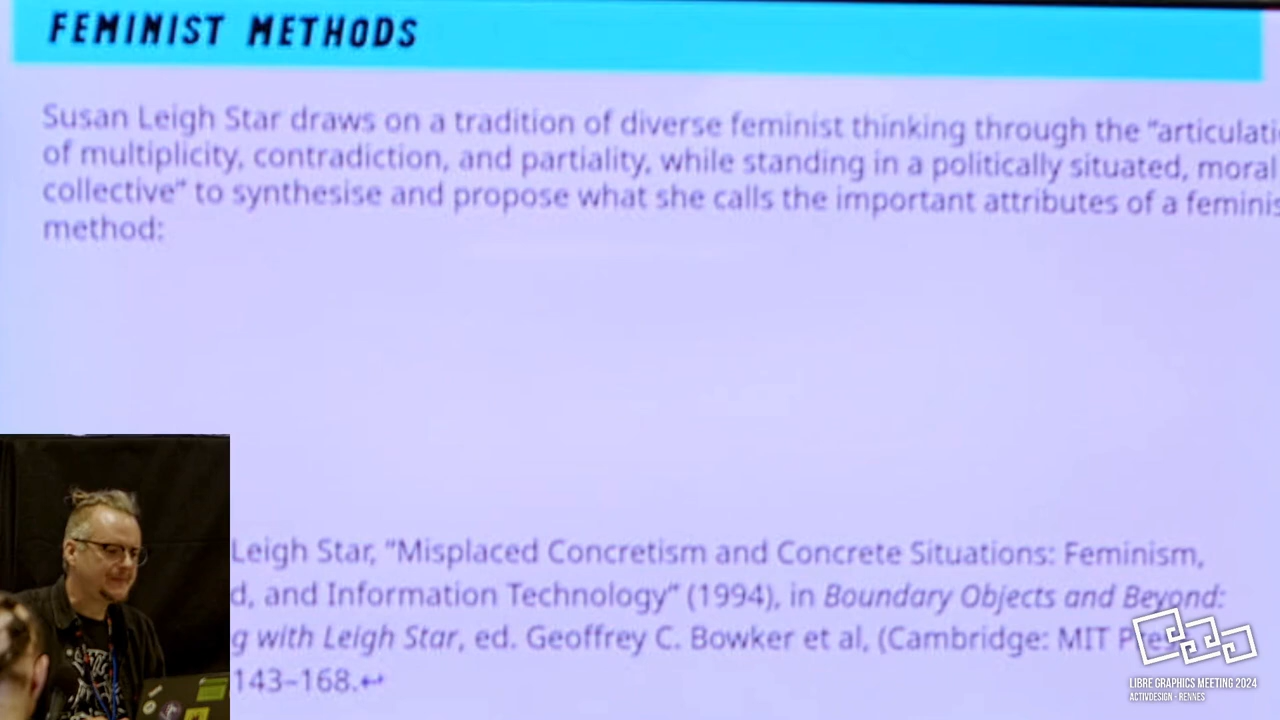 FEMINIST METHODS
Susan Leigh Star draws on a tradition of diverse feminist thinking through the “articulati
of multiplicity, contradiction, and partiality, while standing in a politically situated, moral
collective” to synthesise and propose what she calls the important attributes of a feminis
method:
Leigh Star, “Misplaced Concretism and Concrete Situations: Feminism,
d, and Information Technology” (1994), in Boundary Objects and Beyond:
g with Leigh Star, ed. Geoffrey C. Bowker et al, (Cambridge: MIT Pres
143–168.↩
LIBRE GRAPHICS MEETING 2024
ACTIVDESIGN - RENNES